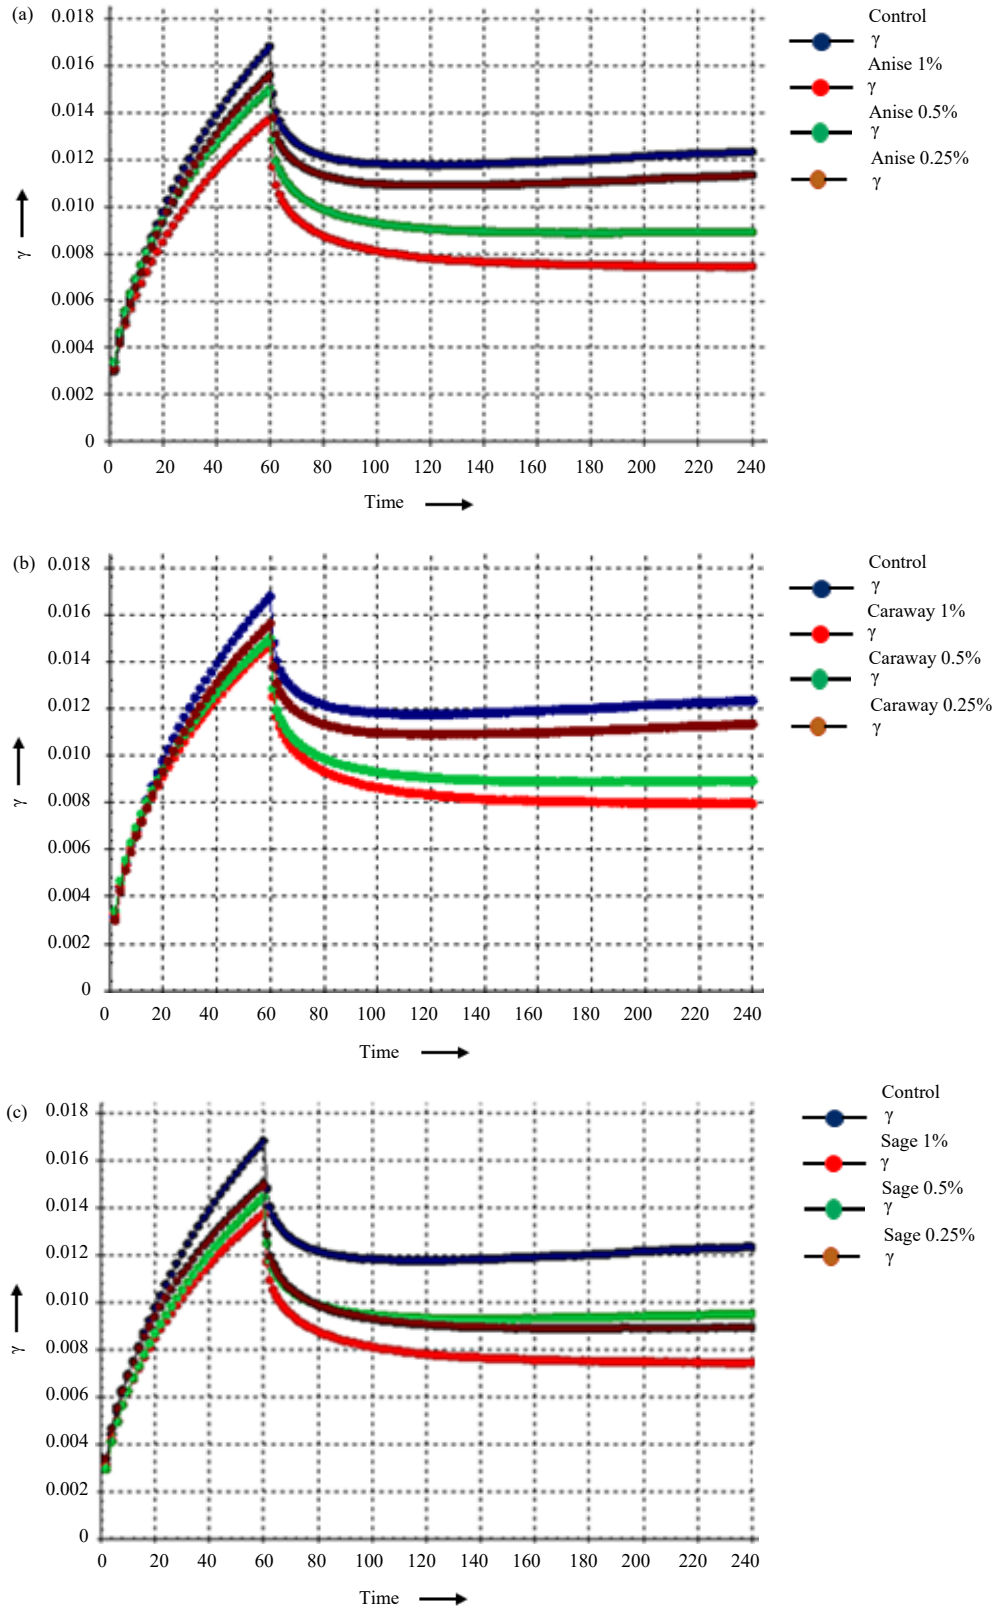 (a)
0.018
0.016
0.014
0.012
0.010
0.008
0.006
0.004
0.002
0
γ
0 20 40 60 80 100 120 140 160 180 200 220 240
Time
Control
γ
Anise 1%
γ
Anise 0.5%
γ
Anise 0.25%
γ
(b)
0.018
0.016
0.014
0.012
0.010
0.008
0.006
0.004
0.002
0
γ
0 20 40 60 80 100 120 140 160 180 200 220 240
Time
Control
γ
Caraway 1%
γ
Caraway 0.5%
γ
Caraway 0.25%
γ
(c)
0.018
0.016
0.014
0.012
0.010
0.008
0.006
0.004
0.002
0
γ
0 20 40 60 80 100 120 140 160 180 200 220 240
Time
Control
γ
Sage 1%
γ
Sage 0.5%
γ
Sage 0.25%
γ